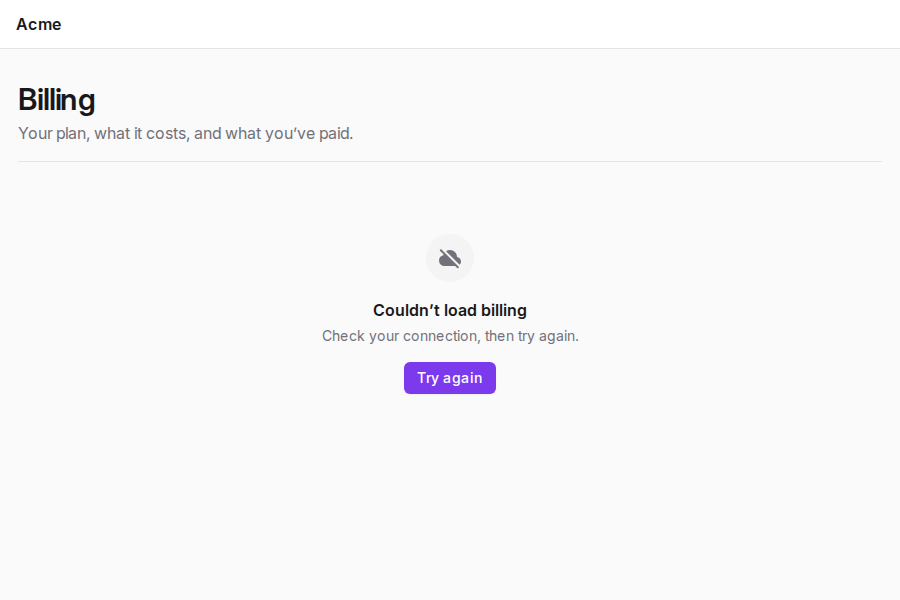 Acme
Billing
Your plan, what it costs, and what you’ve paid.
Couldn’t load billing
Check your connection, then try again.
Try again